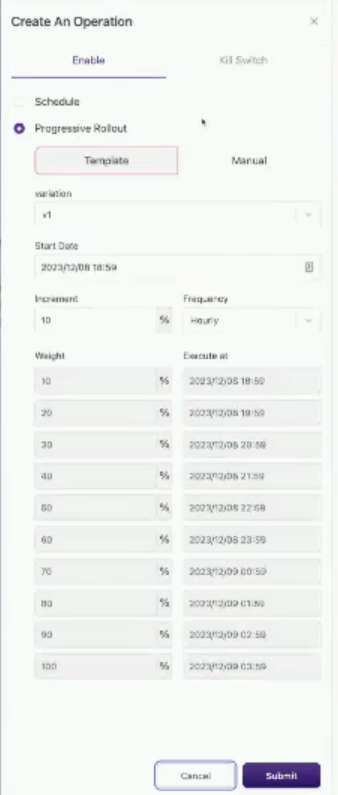 Create An Operation
Enable Kill Switch
Schedule
Progressive Rollout
Template Manual
variation
v1
Start Date
2023/12/08 18:59
Increment Frequency
10 % Hourly
Weight Execute at
10 % 2023/12/08 18:59
20 % 2023/12/08 19:59
30 % 2023/12/08 20:59
40 % 2023/12/08 21:59
50 % 2023/12/08 22:59
60 % 2023/12/08 23:59
70 % 2023/12/09 00:59
80 % 2023/12/09 01:59
90 % 2023/12/09 02:59
100 % 2023/12/09 03:59
Cancel Submit